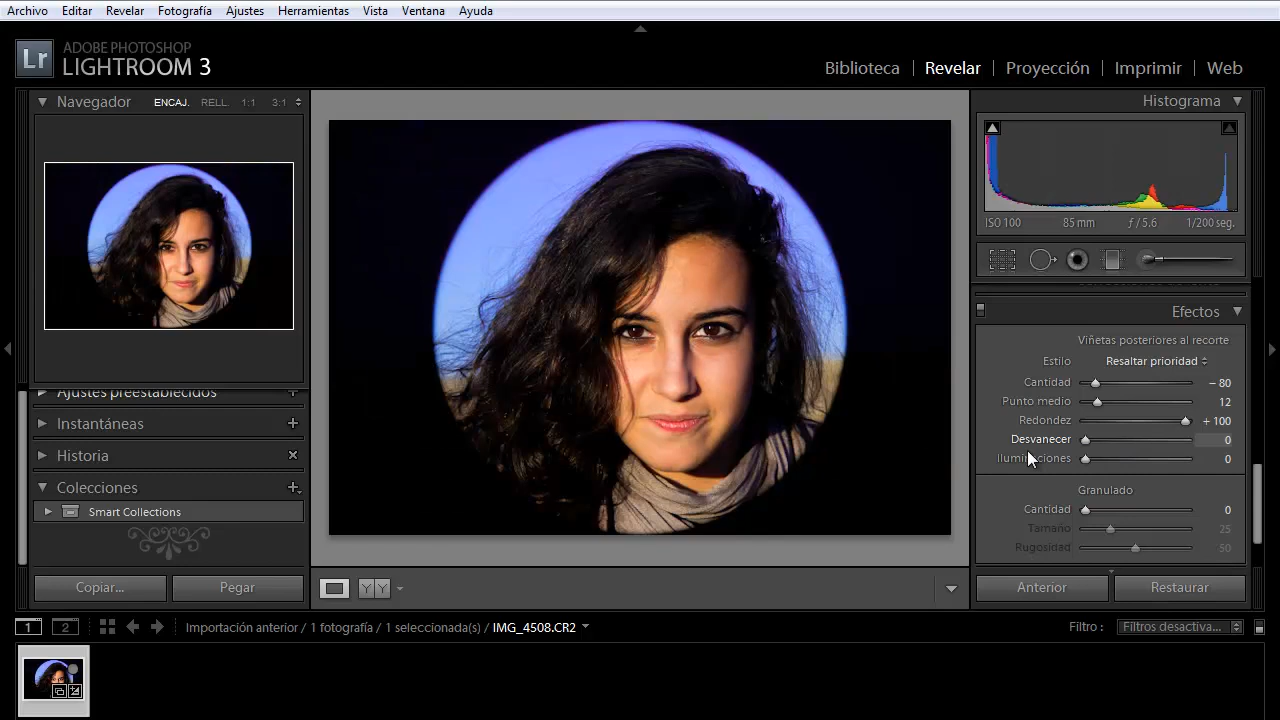 Archivo Editar Revelar Fotografía Ajustes Herramientas Vista Ventana Ayuda
Lr ADOBE PHOTOSHOP
LIGHTROOM 3
Biblioteca Revelar Proyección Imprimir Web
Navegador ENCAJ. RELL. 1:1 3:1
Histograma
ISO 100 85 mm f / 5.6 1/200 seg.
Efectos
Viñetas posteriores al recorte
Estilo Resaltar prioridad
Cantidad − 80
Punto medio 12
Redondez + 100
Desvanecer 0
Iluminaciones 0
Granulado
Cantidad 0
Tamaño 25
Rugosidad 50
Ajustes preestablecidos
Instantáneas
Historia
Colecciones
Smart Collections
Copiar... Pegar
YY
Anterior Restaurar
1 2 Importación anterior / 1 fotografía / 1 seleccionada(s) / IMG_4508.CR2
Filtro : Filtros desactiva...